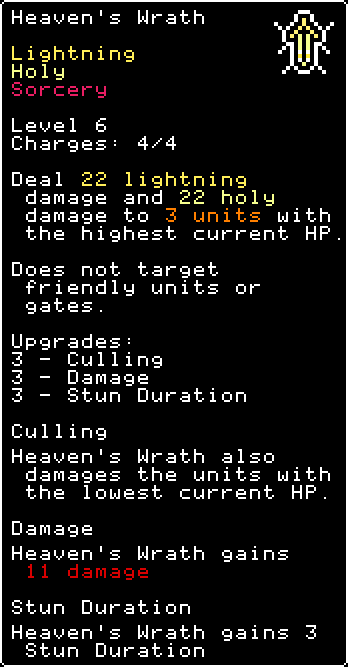 Heaven's Wrath
Lightning
Holy
Sorcery
Level 6
Charges: 4/4
Deal 22 lightning
damage and 22 holy
damage to 3 units with
the highest current HP.
Does not target
friendly units or
gates.
Upgrades:
3 - Culling
3 - Damage
3 - Stun Duration
Culling
Heaven's Wrath also
damages the units with
the lowest current HP.
Damage
Heaven's Wrath gains
11 damage
Stun Duration
Heaven's Wrath gains 3
Stun Duration